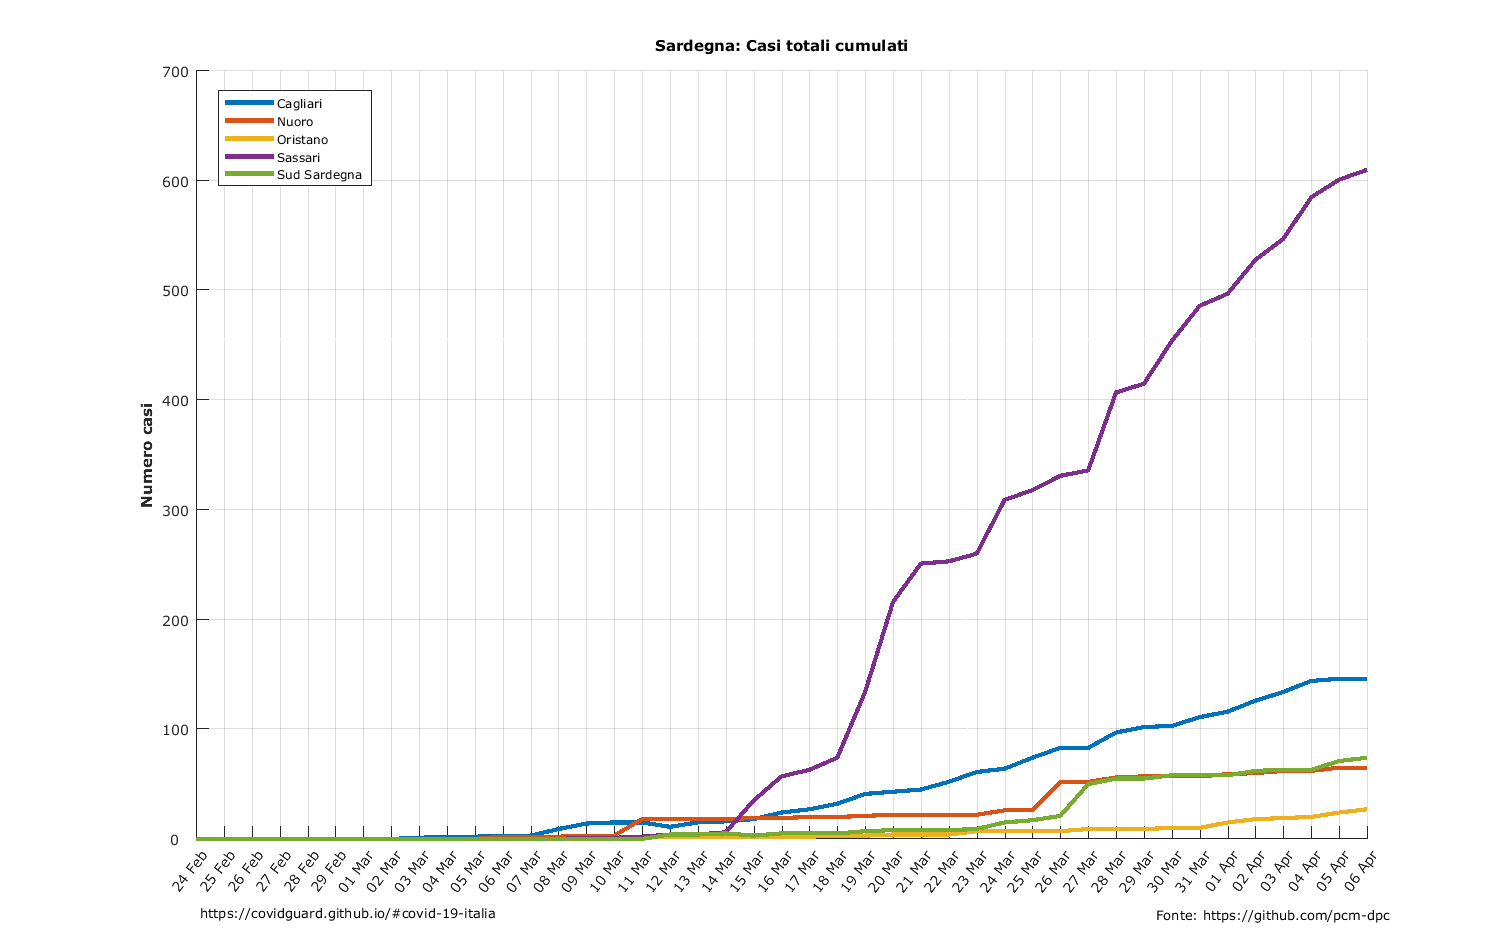 Sardegna: Casi totali cumulati
700
600
500
400
300
200
100
0
Numero casi
Cagliari
Nuoro
Oristano
Sassari
Sud Sardegna
24 Feb
25 Feb
26 Feb
27 Feb
28 Feb
29 Feb
01 Mar
02 Mar
03 Mar
04 Mar
05 Mar
06 Mar
07 Mar
08 Mar
09 Mar
10 Mar
11 Mar
12 Mar
13 Mar
14 Mar
15 Mar
16 Mar
17 Mar
18 Mar
19 Mar
20 Mar
21 Mar
22 Mar
23 Mar
24 Mar
25 Mar
26 Mar
27 Mar
28 Mar
29 Mar
30 Mar
31 Mar
01 Apr
02 Apr
03 Apr
04 Apr
05 Apr
06 Apr
https://covidguard.github.io/#covid-19-italia
Fonte: https://github.com/pcm-dpc